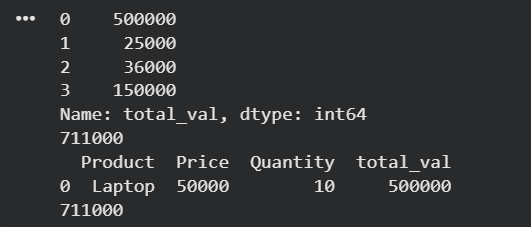 0    500000
1     25000
2     36000
3    150000
Name: total_val, dtype: int64
711000
  Product  Price  Quantity  total_val
0  Laptop  50000        10     500000
711000